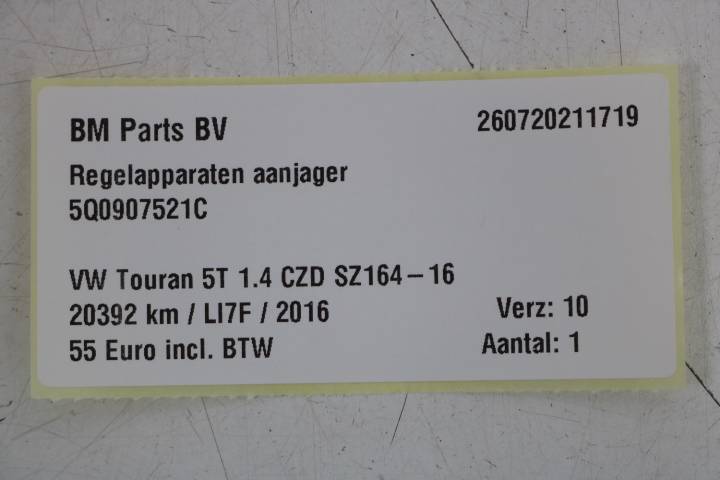 BM Parts BV 260720211719
Regelapparaten aanjager
5Q0907521C
VW Touran 5T 1.4 CZD SZ164-16
20392 km / LI7F / 2016 Verz: 10
55 Euro incl. BTW Aantal: 1